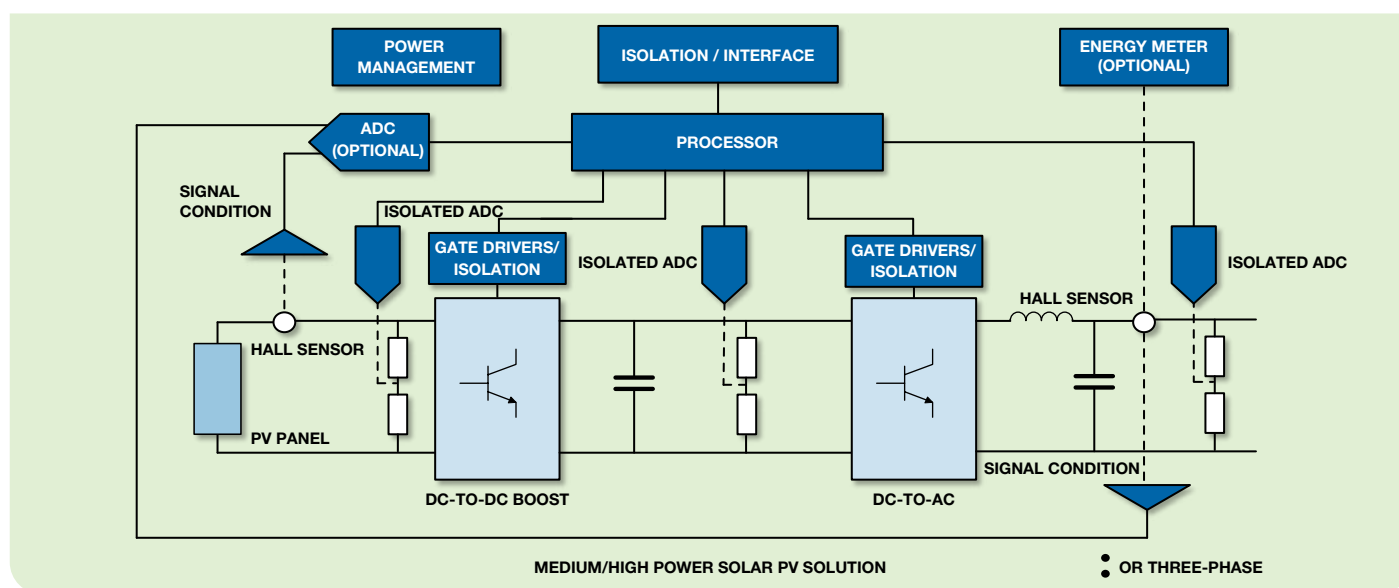 POWER
MANAGEMENT
ISOLATION / INTERFACE
ENERGY METER
(OPTIONAL)
ADC
(OPTIONAL)
PROCESSOR
SIGNAL
CONDITION
ISOLATED ADC
GATE DRIVERS/
ISOLATION
ISOLATED ADC
GATE DRIVERS/
ISOLATION
ISOLATED ADC
HALL SENSOR
HALL SENSOR
PV PANEL
SIGNAL CONDITION
DC-TO-DC BOOST
DC-TO-AC
MEDIUM/HIGH POWER SOLAR PV SOLUTION
: OR THREE-PHASE